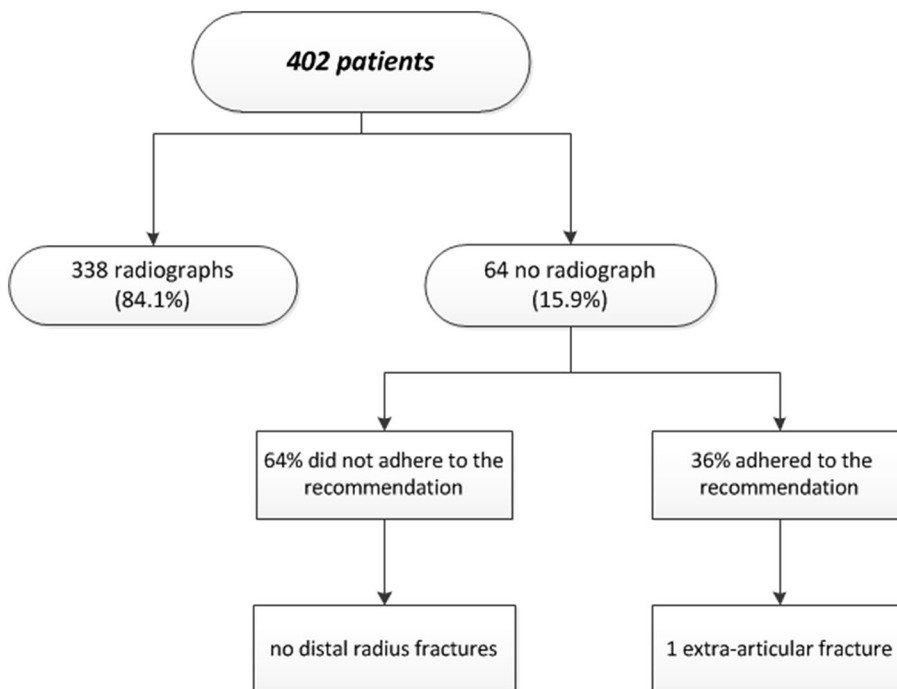 402 patients
338 radiographs
(84.1%)
64 no radiograph
(15.9%)
64% did not adhere to the
recommendation
36% adhered to the
recommendation
no distal radius fractures
1 extra-articular fracture